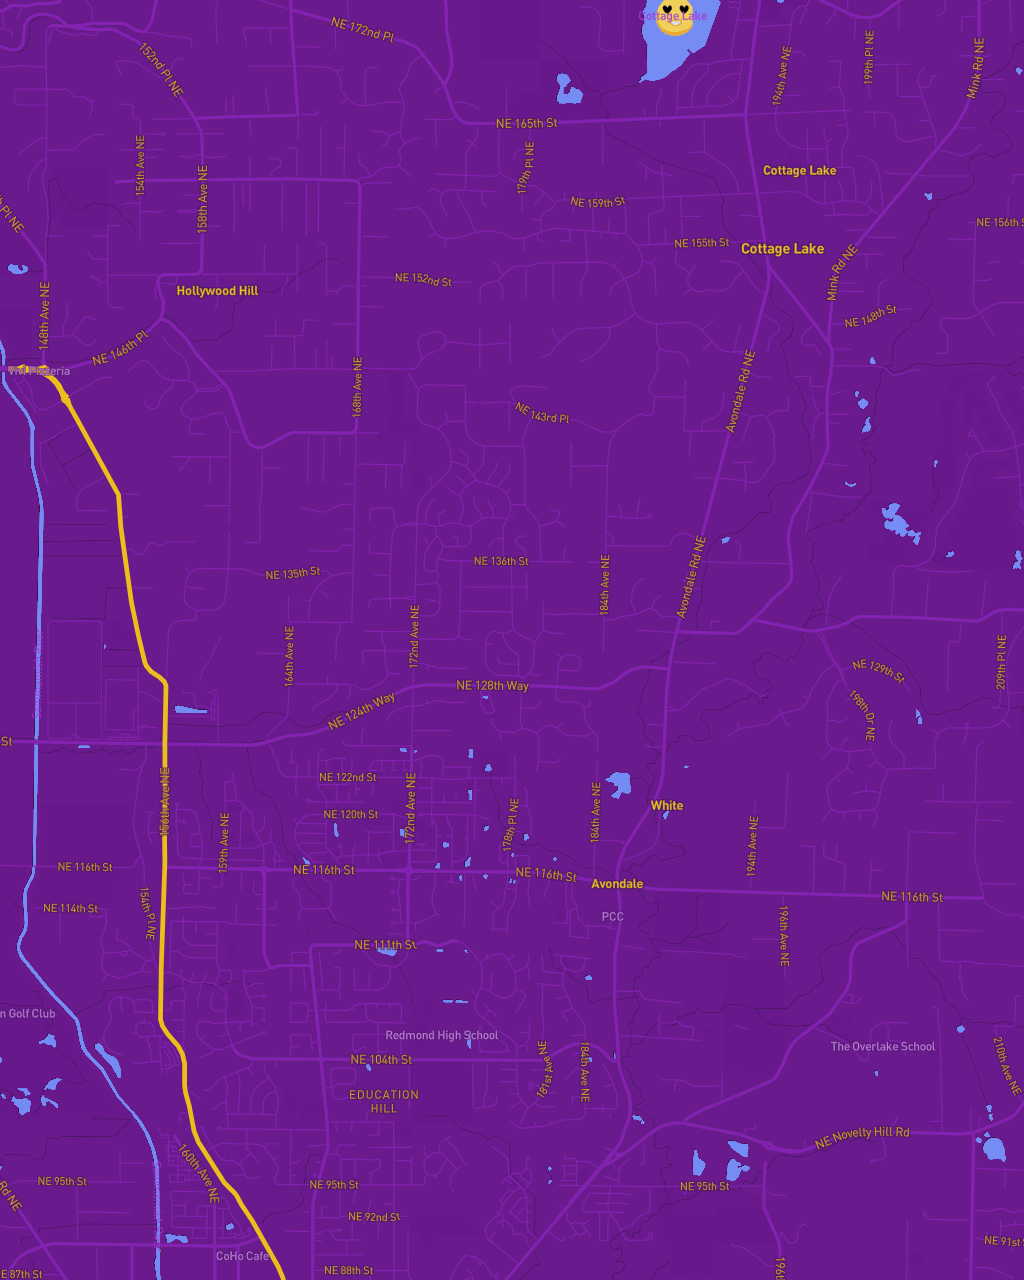 Cottage Lake
NE 172nd Pl
152nd Pl NE
194th Ave NE
199th Pl NE
Mink Rd NE
NE 165th St
154th Ave NE
158th Ave NE
179th Pl NE
Cottage Lake
NE 159th St
Pl NE
NE 155th St
Cottage Lake
NE 156th S
Hollywood Hill
NE 152nd St
Mink Rd NE
148th Ave NE
NE 146th Pl
NE 148th St
168th Ave NE
Avondale Rd NE
NE 143rd Pl
NE 136th St
NE 135th St
184th Ave NE
Avondale Rd NE
164th Ave NE
172nd Ave NE
NE 129th St
209th Pl NE
NE 128th Way
NE 124th Way
198th Dr NE
St
NE 122nd St
156th Ave NE
172nd Ave NE
184th Ave NE
White
NE 120th St
178th Pl NE
159th Ave NE
194th Ave NE
NE 116th St
NE 116th St
NE 116th St
Avondale
NE 116th St
154th Pl NE
NE 114th St
PCC
196th Ave NE
NE 111th St
n Golf Club
Redmond High School
The Overlake School
NE 104th St
181st Ave NE
184th Ave NE
210th Ave NE
EDUCATION
HILL
NE Novelty Hill Rd
160th Ave NE
NE 95th St
NE 95th St
NE 95th St
Rd NE
NE 92nd St
NE 91st S
CoHo Cafe
E 87th St
NE 88th St
196t